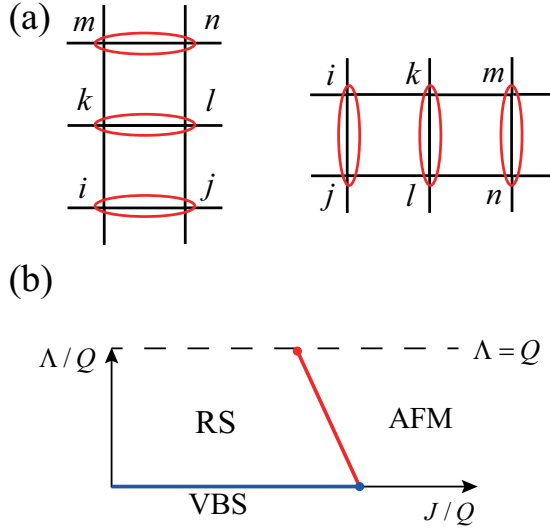 (a)
m n
k l
i j
i k m
j l n
(b)
Λ/Q
Λ=Q
RS
AFM
VBS
J/Q